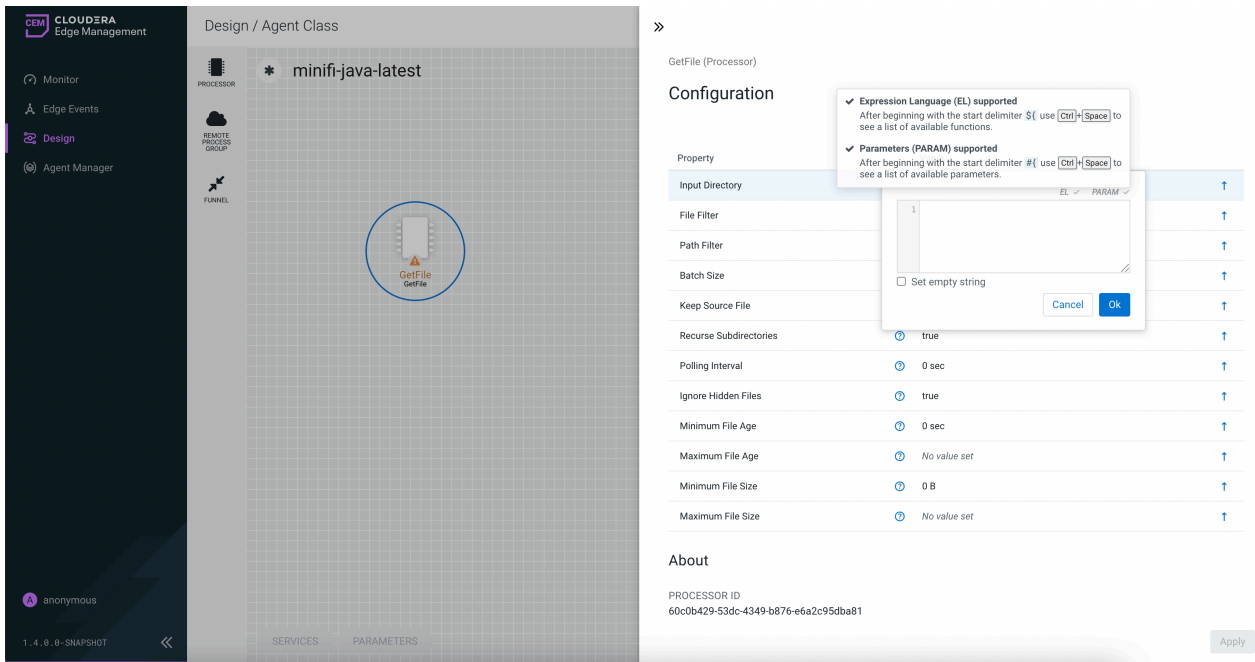 CEM
CLOUDERA
Edge Management
Monitor
Edge Events
Design
Agent Manager
A anonymous
1.4.0.0-SNAPSHOT
Design / Agent Class
PROCESSOR
REMOTE
PROCESS
GROUP
FUNNEL
minifi-java-latest
GetFile
GetFile
SERVICES PARAMETERS
GetFile (Processor)
Configuration
Expression Language (EL) supported
After beginning with the start delimiter ${ use Ctrl+Space to
see a list of available functions.
Parameters (PARAM) supported
After beginning with the start delimiter #{ use Ctrl+Space to
see a list of available parameters.
Property
EL PARAM
1
Set empty string
Cancel Ok
Input Directory
File Filter
Path Filter
Batch Size
Keep Source File
Recurse Subdirectories ? true
Polling Interval ? 0 sec
Ignore Hidden Files ? true
Minimum File Age ? 0 sec
Maximum File Age ? No value set
Minimum File Size ? 0 B
Maximum File Size ? No value set
About
PROCESSOR ID
60c0b429-53dc-4349-b876-e6a2c95dba81
Apply